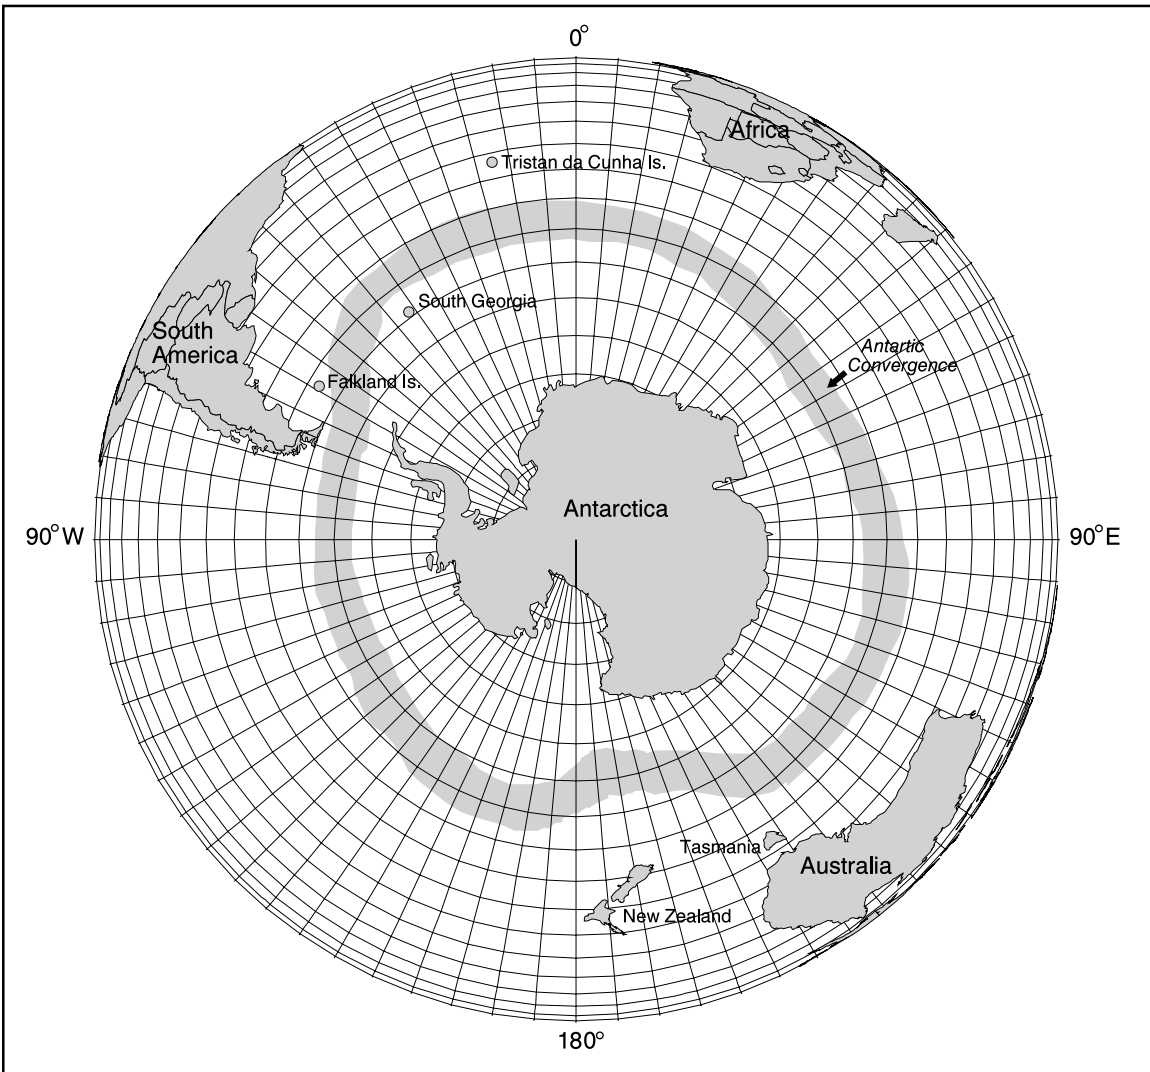 0°
Africa
Tristan da Cunha Is.
South Georgia
South
America
Antartic
Convergence
Falkland Is.
Antarctica
90°W
90°E
Tasmania
Australia
New Zealand
180°